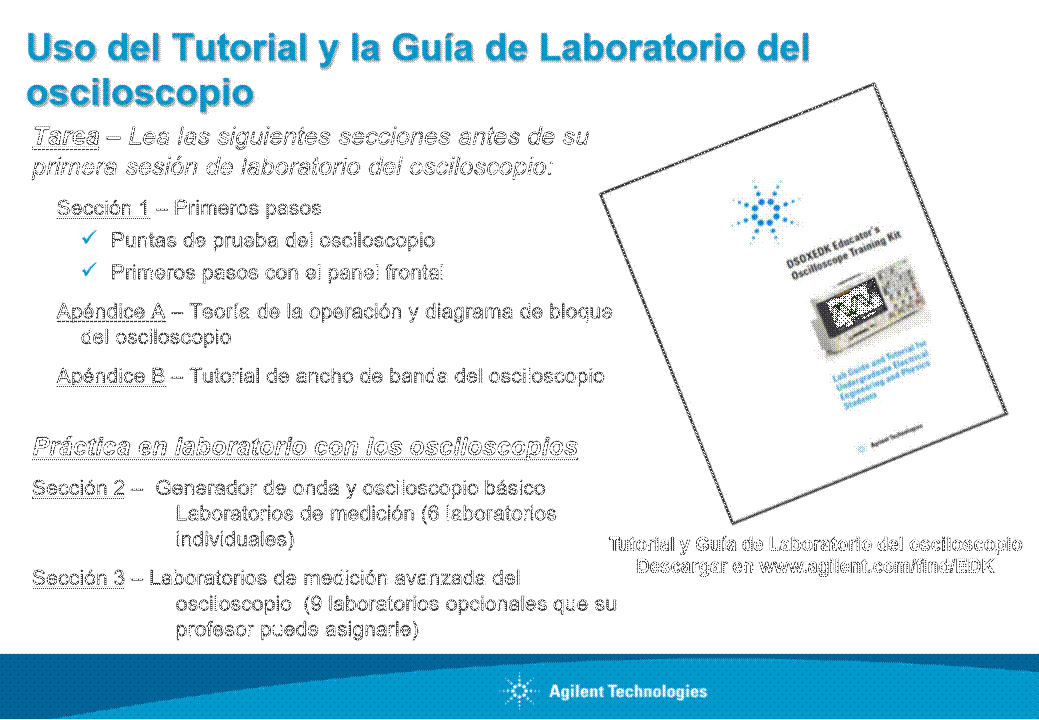 Uso del Tutorial y la Guía de Laboratorio del
osciloscopio
Tarea – Lea las siguientes secciones antes de su
primera sesión de laboratorio del osciloscopio:
Sección 1 – Primeros pasos
✓ Puntas de prueba del osciloscopio
✓ Primeros pasos con el panel frontal
Apéndice A – Teoría de la operación y diagrama de bloque
del osciloscopio
Apéndice B – Tutorial de ancho de banda del osciloscopio
Práctica en laboratorio con los osciloscopios
Sección 2 – Generador de onda y osciloscopio básico
Laboratorios de medición (6 laboratorios
individuales)
Sección 3 – Laboratorios de medición avanzada del
osciloscopio (9 laboratorios opcionales que su
profesor puede asignarle)
DSOXEDK Educator's
Oscilloscope Training Kit
Lab Guide and Tutorial for
Undergraduate Electrical
Engineering and Physics
Students
Agilent Technologies
Tutorial y Guía de Laboratorio del osciloscopio
Descargar en www.agilent.com/find/EDK
Agilent Technologies